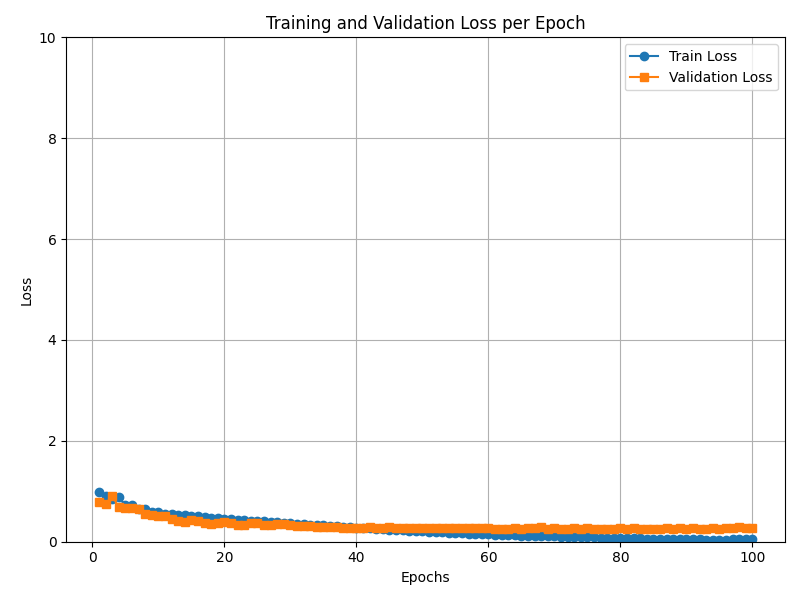 Training and Validation Loss per Epoch
10
8
6
4
2
0
Loss
Train Loss
Validation Loss
0 20 40 60 80 100
Epochs